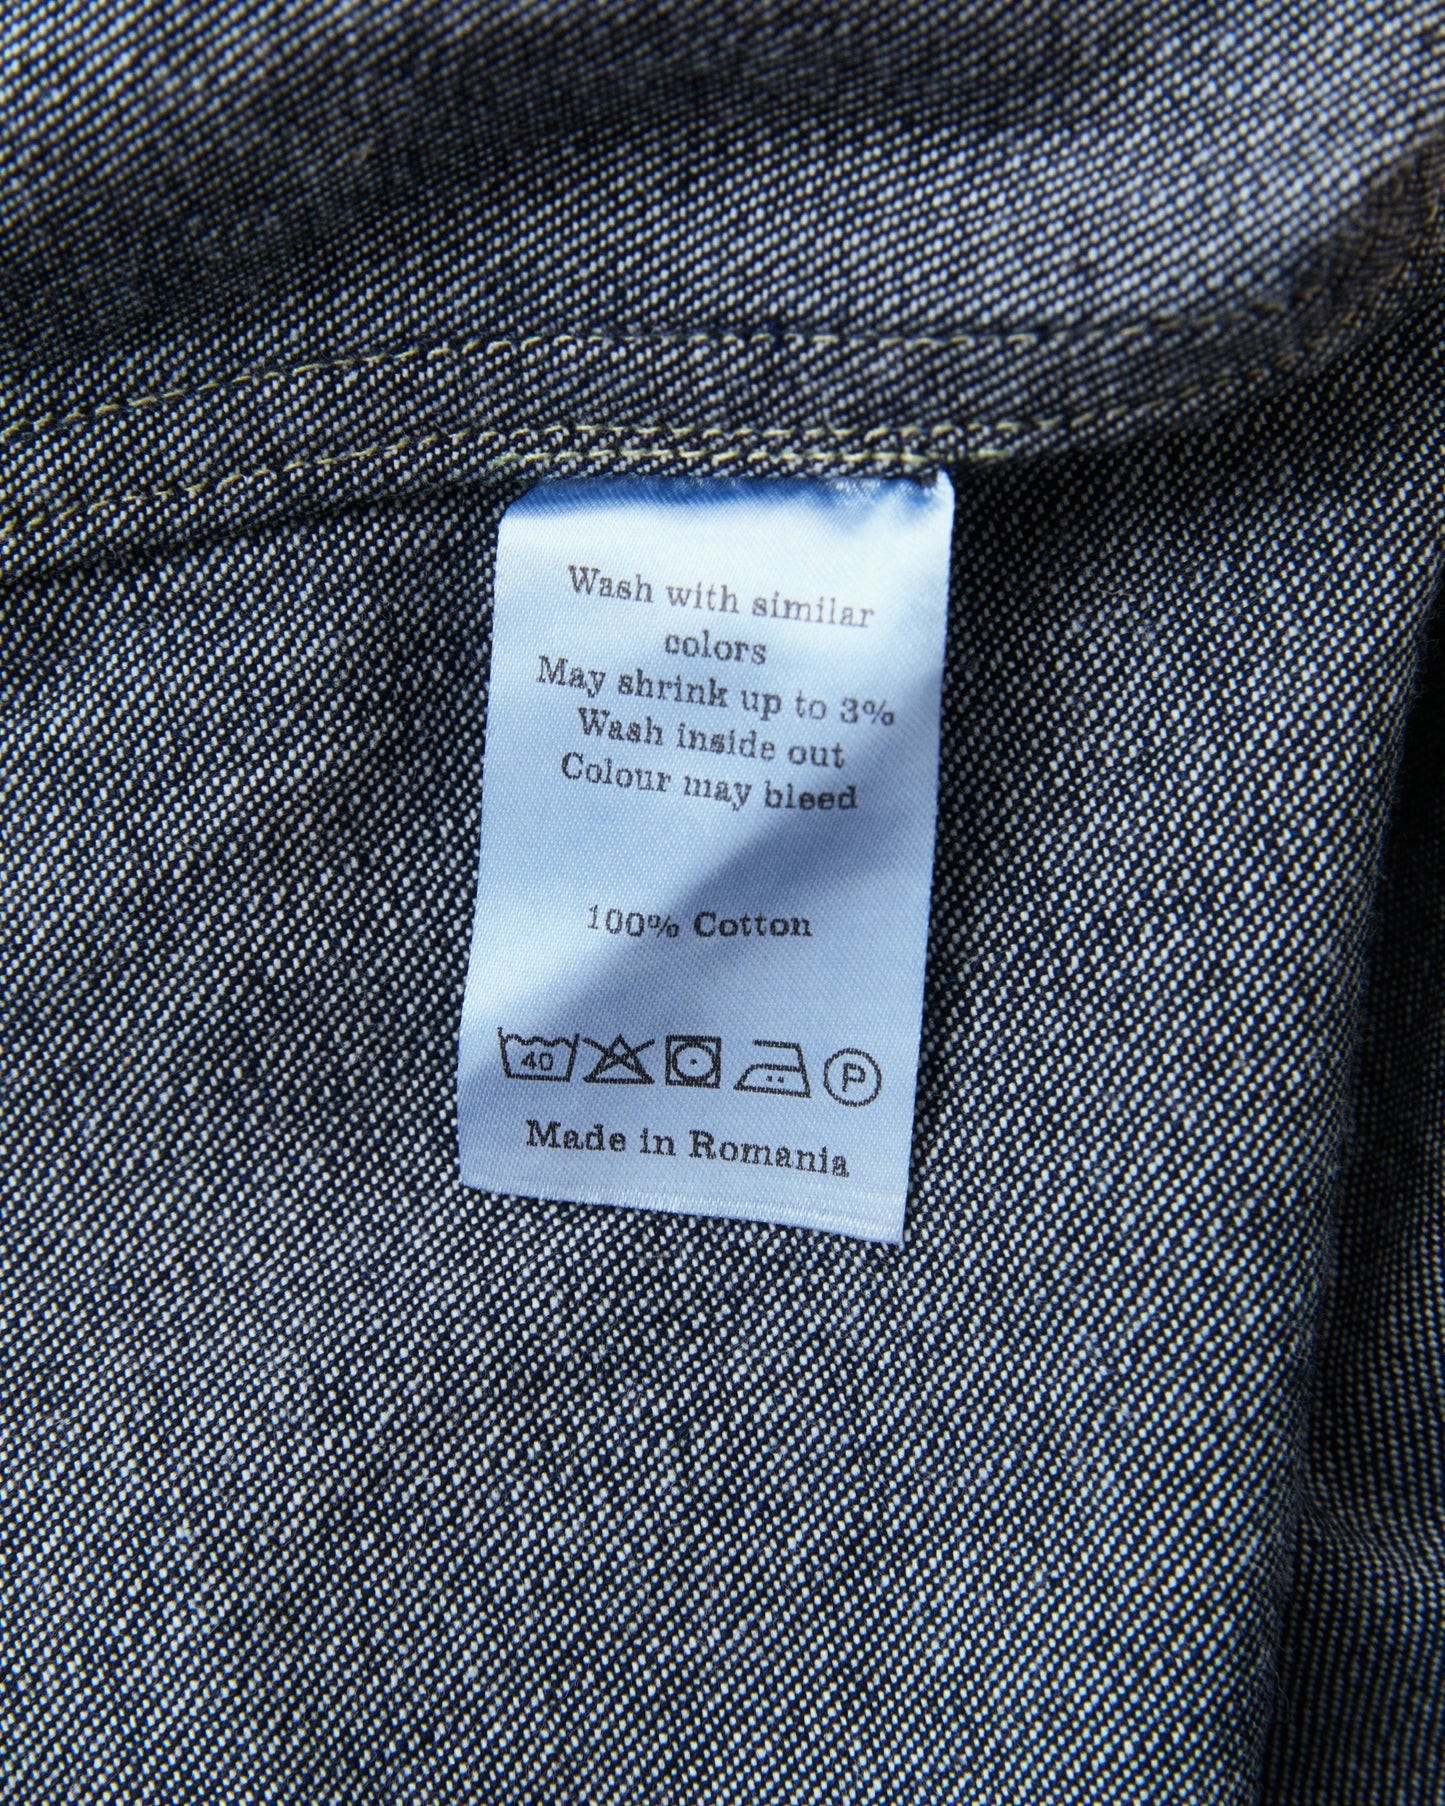 Wash with similar
colors
May shrink up to 3%
Wash inside out
Colour may bleed
100% Cotton
40 P
Made in Romania